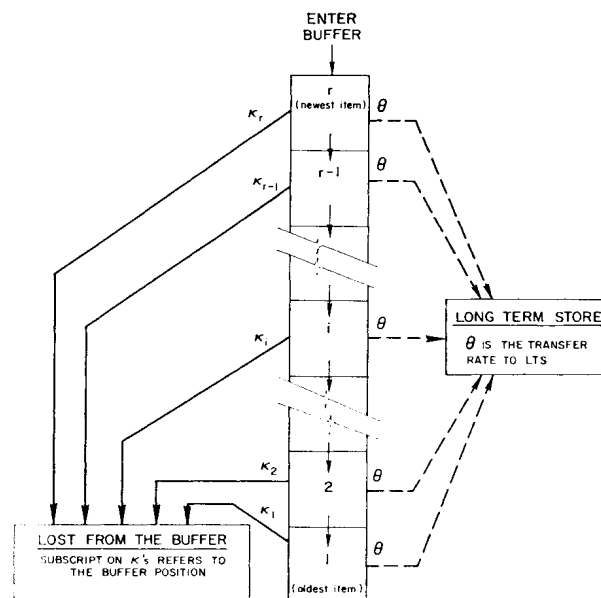 ENTER
BUFFER
r
(newest item)
κr
θ
r-1
κr-1
θ
i
κi
θ
LONG TERM STORE
θ IS THE TRANSFER
RATE TO LTS
κ2
2
θ
κ1
1
θ
(oldest item)
LOST FROM THE BUFFER
SUBSCRIPT ON κ's REFERS TO
THE BUFFER POSITION